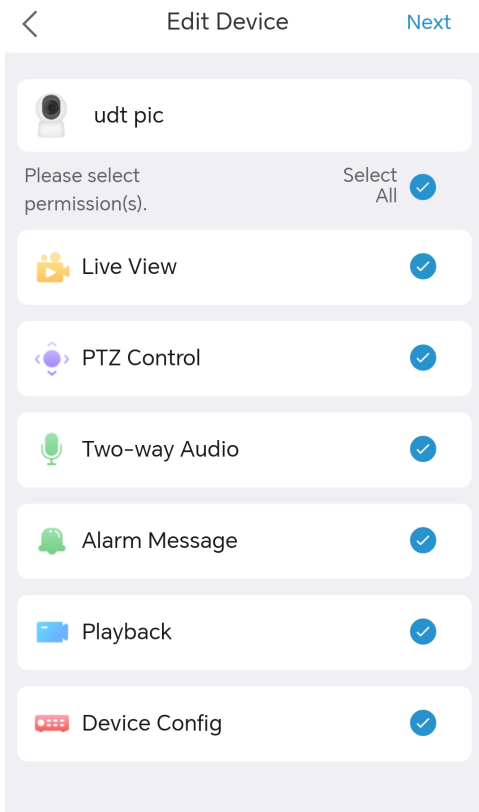 Edit Device
Next
udt pic
Please select
permission(s).
Select
All
Live View
PTZ Control
Two-way Audio
Alarm Message
Playback
Device Config